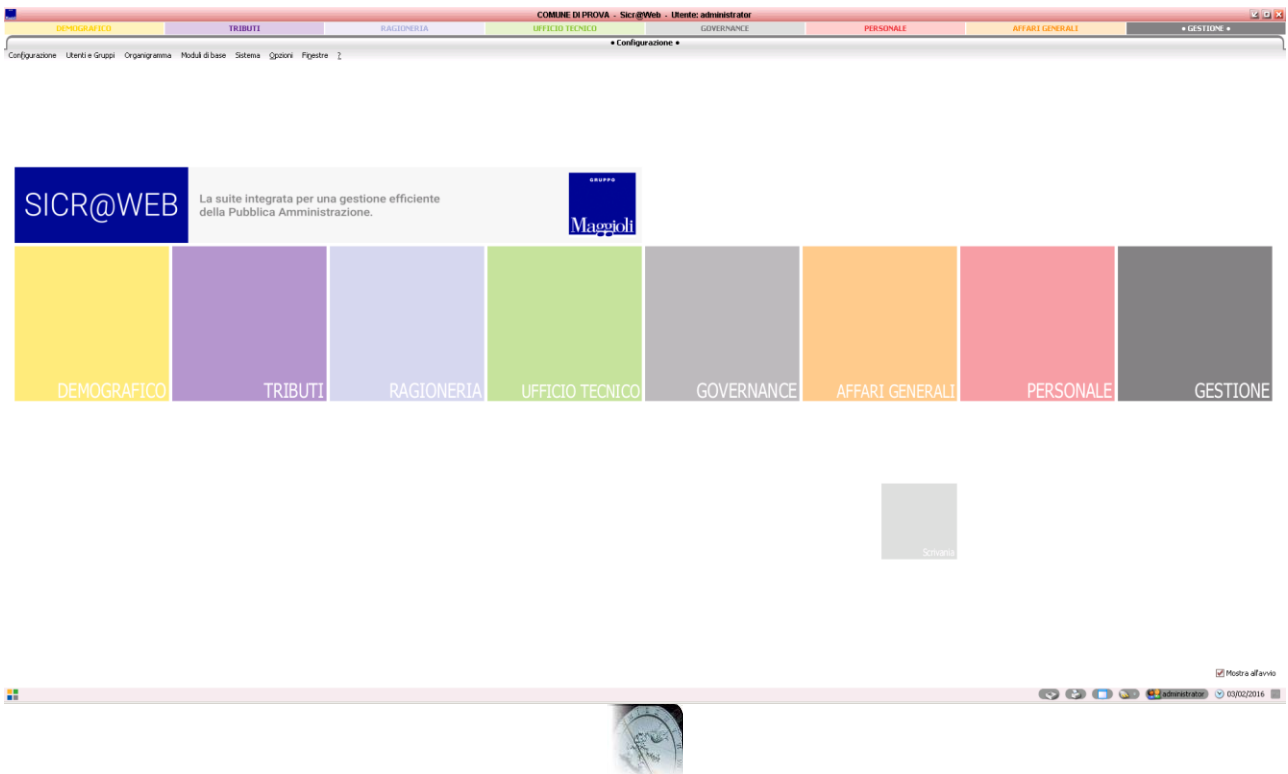 COMUNE DI PROVA - Sicr@Web - Utente: administrator
DEMOGRAFICO TRIBUTI RAGIONERIA UFFICIO TECNICO GOVERNANCE PERSONALE AFFARI GENERALI • GESTIONE •
• Configurazione •
Configurazione Utenti e Gruppi Organigramma Moduli di base Sistema Opzioni Finestre ?
SICR@WEB
La suite integrata per una gestione efficiente
della Pubblica Amministrazione.
GRUPPO
Maggioli
DEMOGRAFICO TRIBUTI RAGIONERIA UFFICIO TECNICO GOVERNANCE AFFARI GENERALI PERSONALE GESTIONE
Scrivania
Mostra all'avvio
administrator 03/02/2016